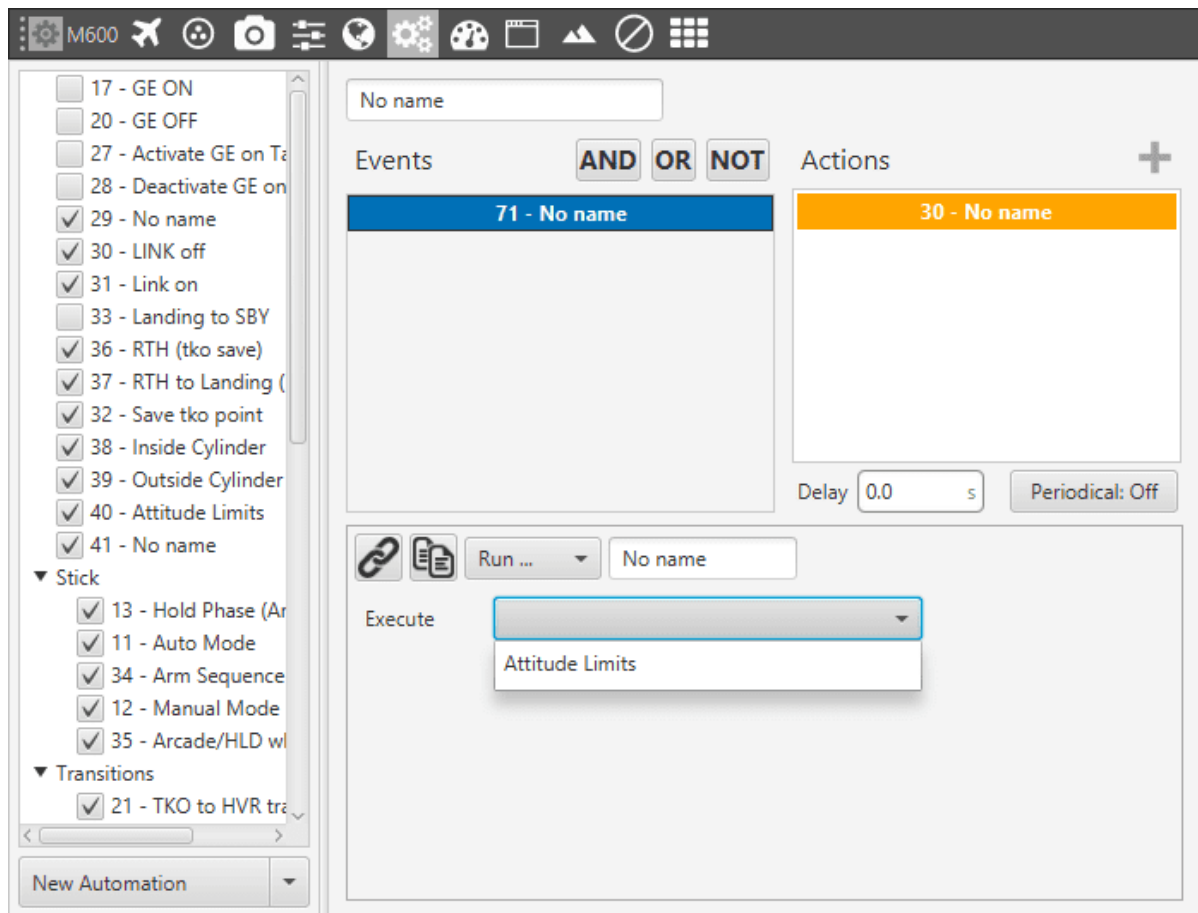 M600
17 - GE ON
20 - GE OFF
27 - Activate GE on Ta
28 - Deactivate GE on
29 - No name
30 - LINK off
31 - Link on
33 - Landing to SBY
36 - RTH (tko save)
37 - RTH to Landing (
32 - Save tko point
38 - Inside Cylinder
39 - Outside Cylinder
40 - Attitude Limits
41 - No name
Stick
13 - Hold Phase (Ar
11 - Auto Mode
34 - Arm Sequence
12 - Manual Mode
35 - Arcade/HLD wl
Transitions
21 - TKO to HVR tra
New Automation
No name
Events AND OR NOT
71 - No name
Actions
30 - No name
Delay 0.0 s Periodical: Off
Run ... No name
Execute
Attitude Limits